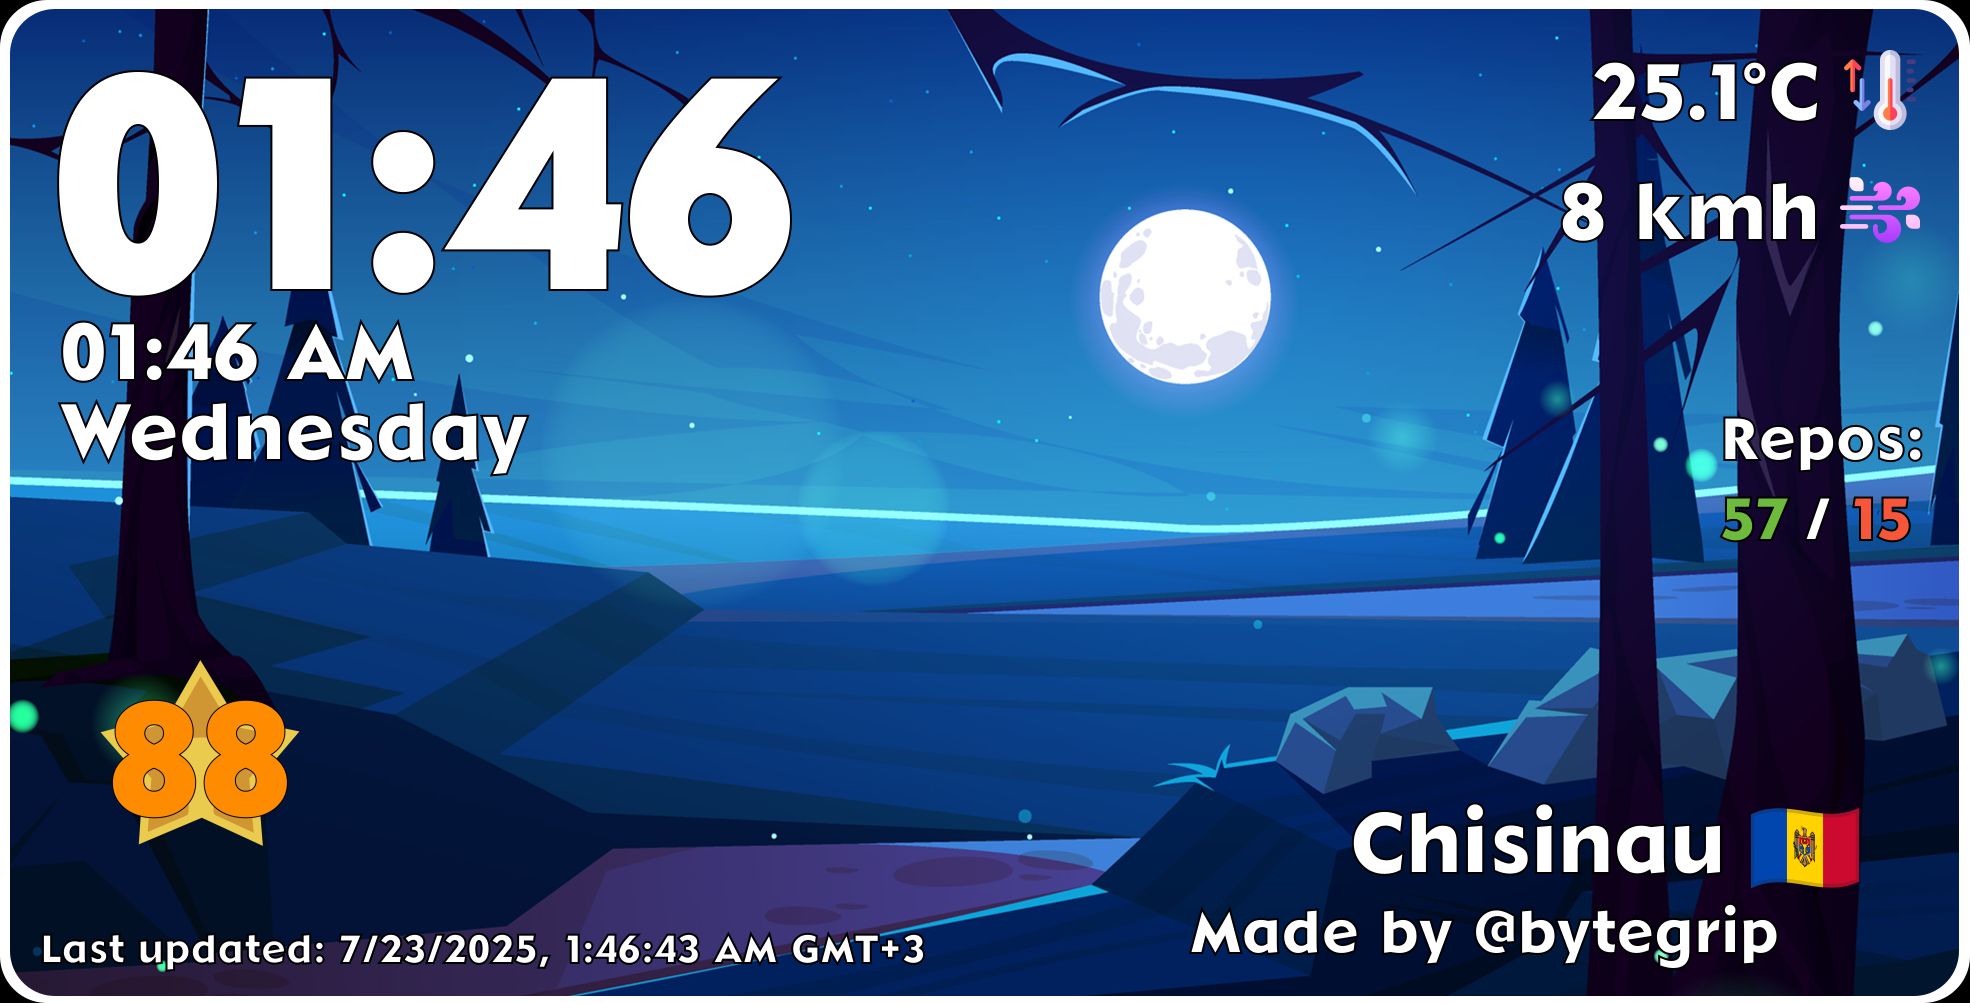 01:46
01:46 AM
Wednesday
25.1°C
8 kmh
Repos:
57 / 15
88
Chisinau
Made by @bytegrip
Last updated: 7/23/2025, 1:46:43 AM GMT+3